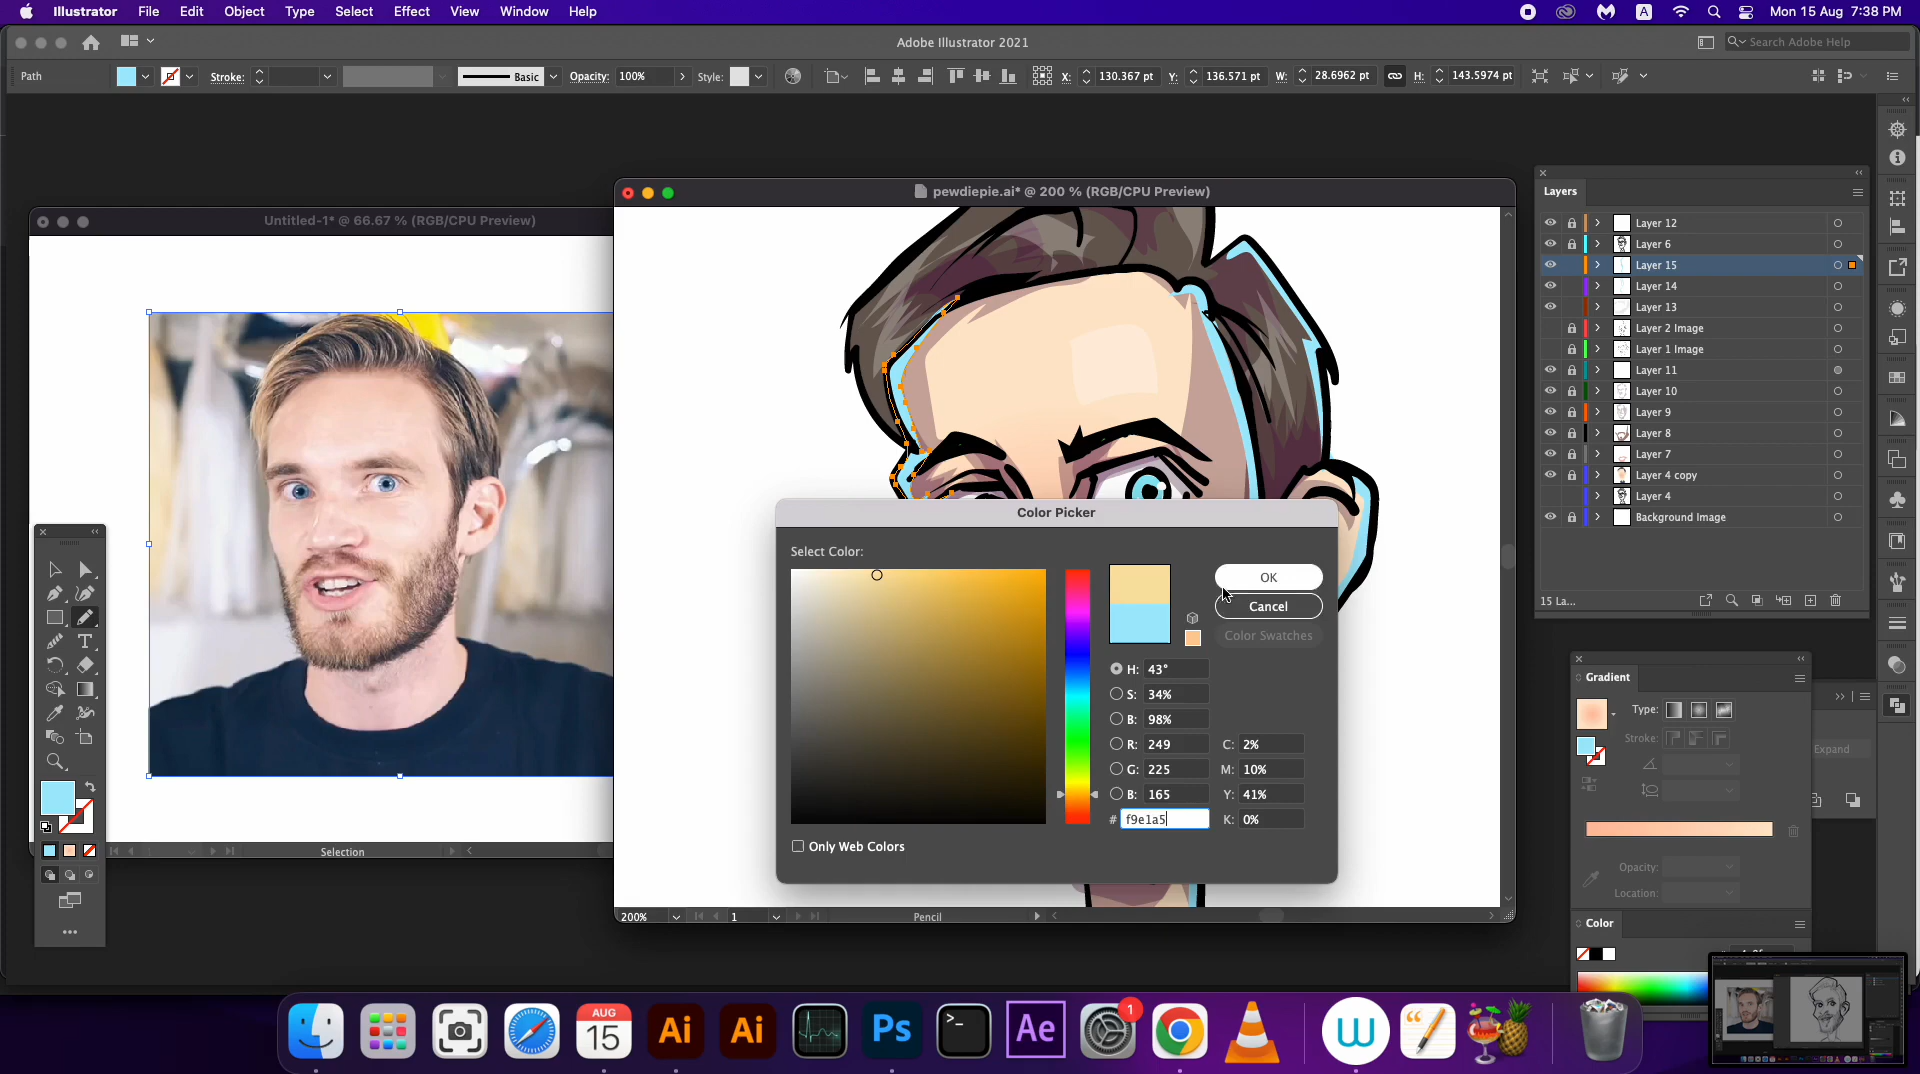 Illustrator File Edit Object Type Select Effect View Window Help
A Mon 15 Aug 7:38 PM
Adobe Illustrator 2021
Search Adobe Help
Path Stroke: Basic Opacity: 100% Style: X: 130.367 pt Y: 136.571 pt W: 28.6962 pt H: 143.5974 pt
Untitled-1* @ 66.67 % (RGB/CPU Preview)
Selection
pewdiepie.ai* @ 200 % (RGB/CPU Preview)
200% 1 Pencil
Color Picker
Select Color:
OK
Cancel
Color Swatches
H: 43°
S: 34%
B: 98%
R: 249 C: 2%
G: 225 M: 10%
B: 165 Y: 41%
# f9e1a5 K: 0%
Only Web Colors
Layers
Layer 12
Layer 6
Layer 15
Layer 14
Layer 13
Layer 2 Image
Layer 1 Image
Layer 11
Layer 10
Layer 9
Layer 8
Layer 7
Layer 4 copy
Layer 4
Background Image
15 La...
Gradient
Type:
Stroke:
Expand
Opacity:
Location:
Color
AUG
15
Ai
Ai
Ps
>_
Ae
1
W